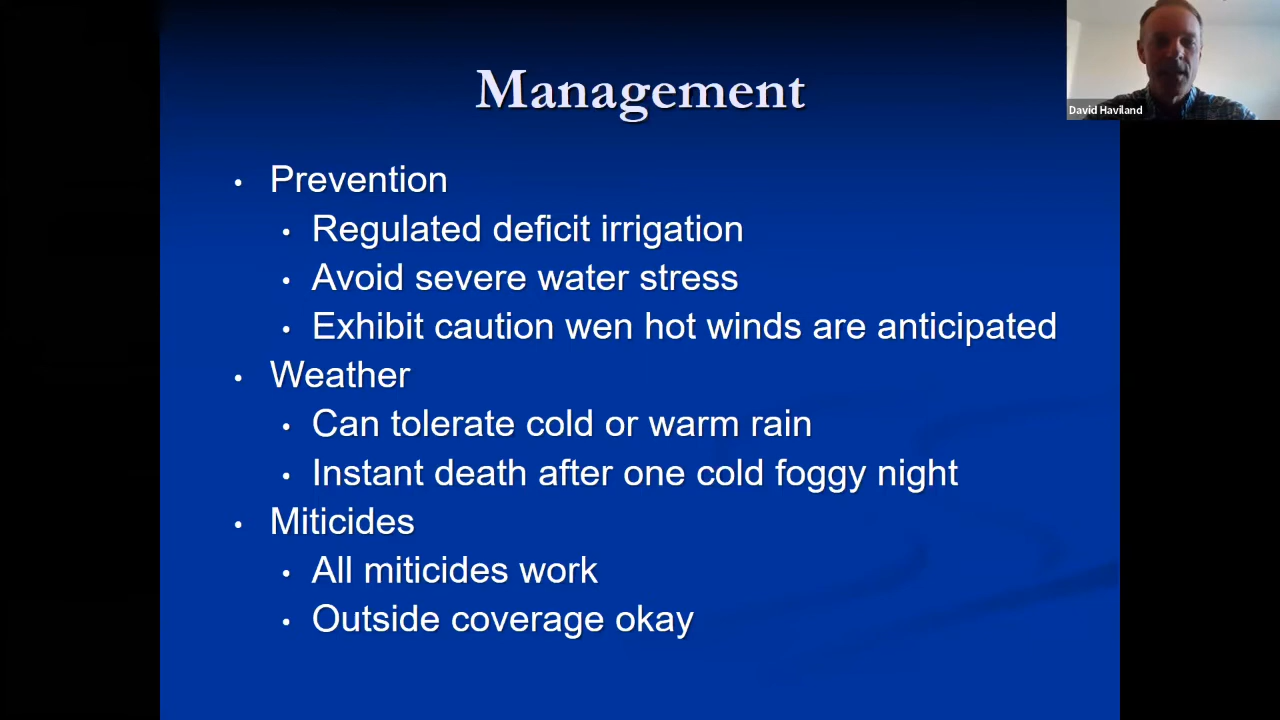 Management
David Haviland
• Prevention
• Regulated deficit irrigation
• Avoid severe water stress
• Exhibit caution wen hot winds are anticipated
• Weather
• Can tolerate cold or warm rain
• Instant death after one cold foggy night
• Miticides
• All miticides work
• Outside coverage okay